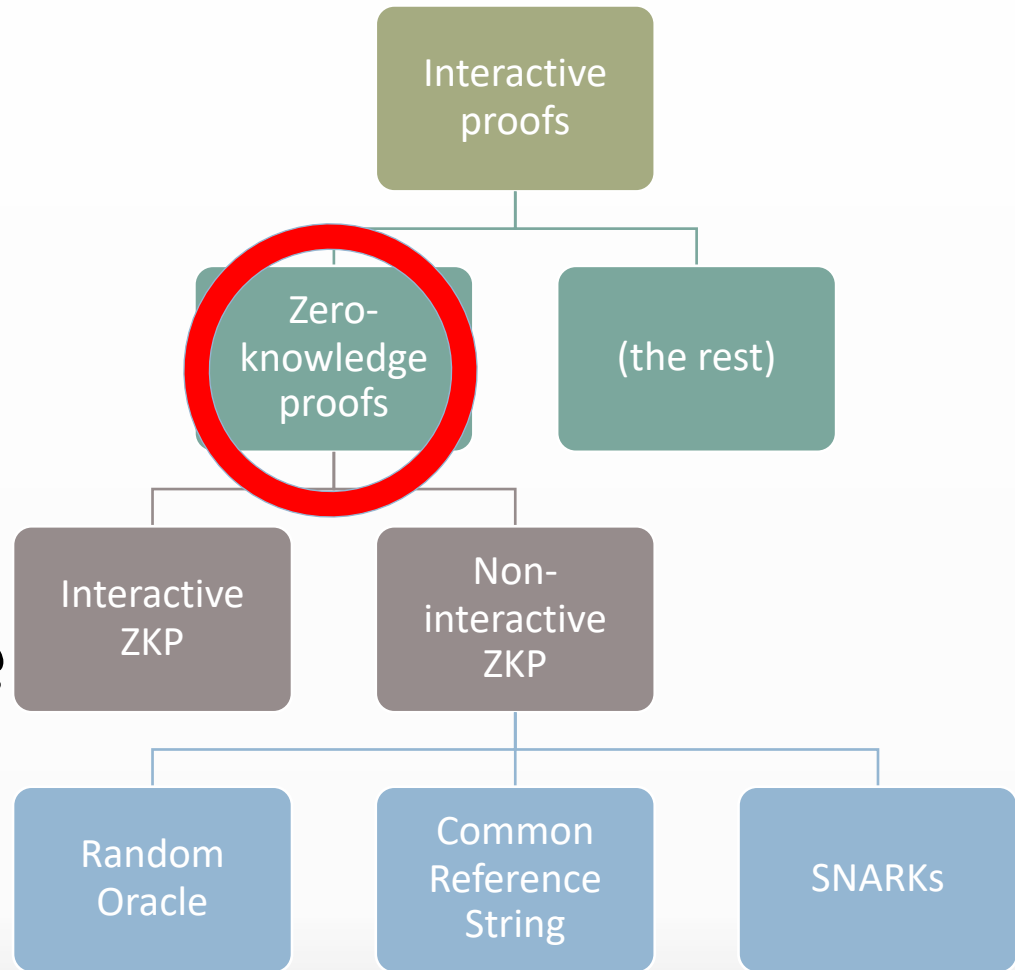 Interactive
proofs
Zero-
knowledge
proofs
(the rest)
Interactive
ZKP
Non-
interactive
ZKP
Random
Oracle
Common
Reference
String
SNARKs